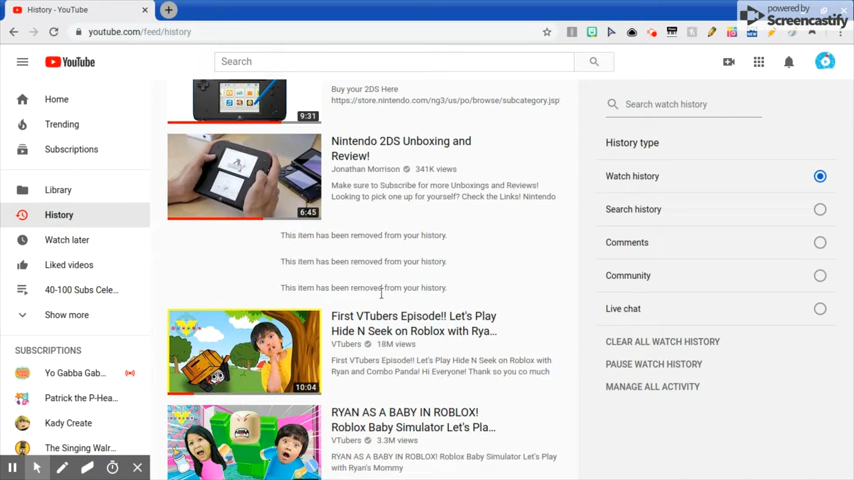 History - YouTube
powered by
Screencastify
youtube.com/feed/history
YouTube
Search
Home
Trending
Subscriptions
Library
History
Watch later
Liked videos
40-100 Subs Cele...
Show more
SUBSCRIPTIONS
Yo Gabba Gab...
Patrick the P-Hea...
Kady Create
The Singing Walr...
9:31
Buy your 2DS Here
https://store.nintendo.com/ng3/us/po/browse/subcategory.jsp
6:45
Nintendo 2DS Unboxing and
Review!
Jonathan Morrison 341K views
Make sure to Subscribe for more Unboxings and Reviews!
Looking to pick one up for yourself? Check the Links! Nintendo
This item has been removed from your history.
This item has been removed from your history.
This item has been removed from your history.
10:04
First VTubers Episode!! Let's Play
Hide N Seek on Roblox with Rya...
VTubers 18M views
First VTubers Episode!! Let's Play Hide N Seek on Roblox with
Ryan and Combo Panda! Hi Everyone! Thank so you co much
RYAN AS A BABY IN ROBLOX!
Roblox Baby Simulator Let's Pla...
VTubers 3.3M views
RYAN AS A BABY IN ROBLOX! Roblox Baby Simulator Let's Play
with Ryan's Mommy
Search watch history
History type
Watch history
Search history
Comments
Community
Live chat
CLEAR ALL WATCH HISTORY
PAUSE WATCH HISTORY
MANAGE ALL ACTIVITY